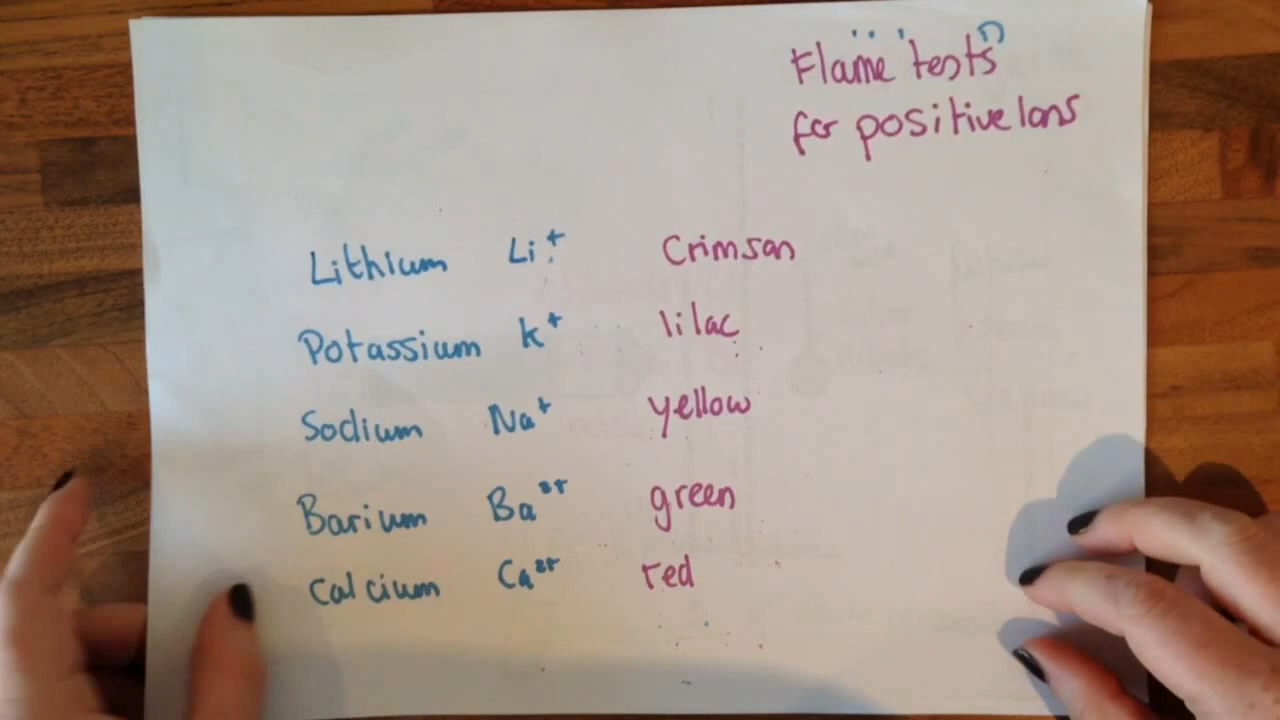 Flame tests
for positive Ions
Lithium Li+ Crimson
Potassium K+ lilac
Sodium Na+ yellow
Barium Ba2+ green
Calcium Ca2+ red